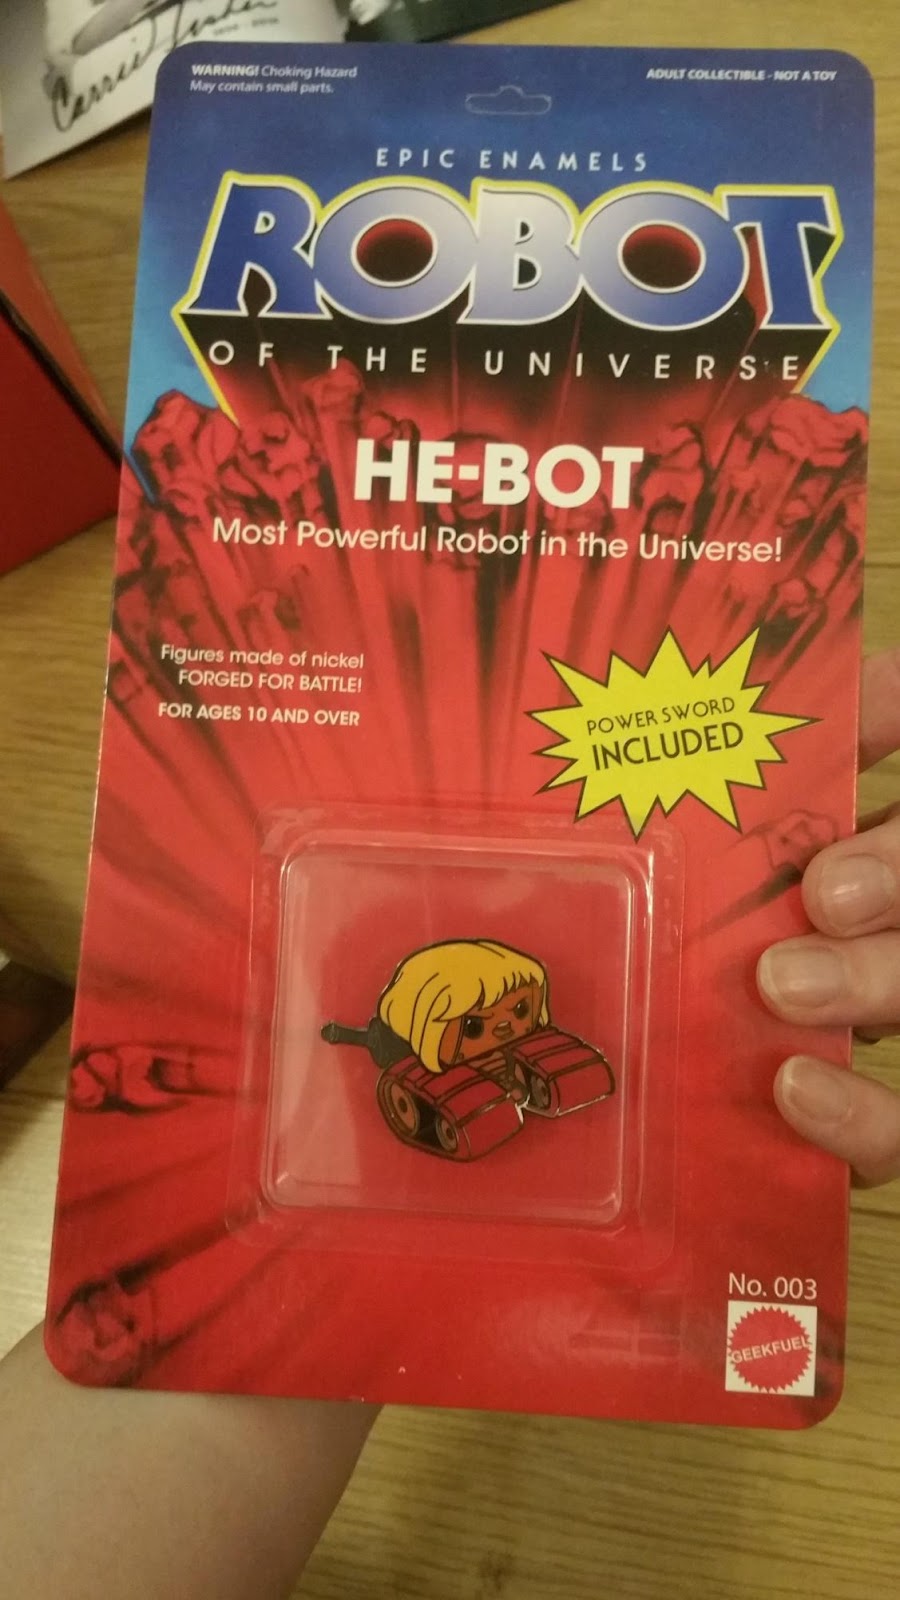 Carrie Fisher
WARNING! Choking Hazard
May contain small parts.
ADULT COLLECTIBLE - NOT A TOY
EPIC ENAMELS
ROBOT
OF THE UNIVERSE
HE-BOT
Most Powerful Robot in the Universe!
Figures made of nickel
FORGED FOR BATTLE!
FOR AGES 10 AND OVER
POWER SWORD
INCLUDED
No. 003
GEEKFUEL